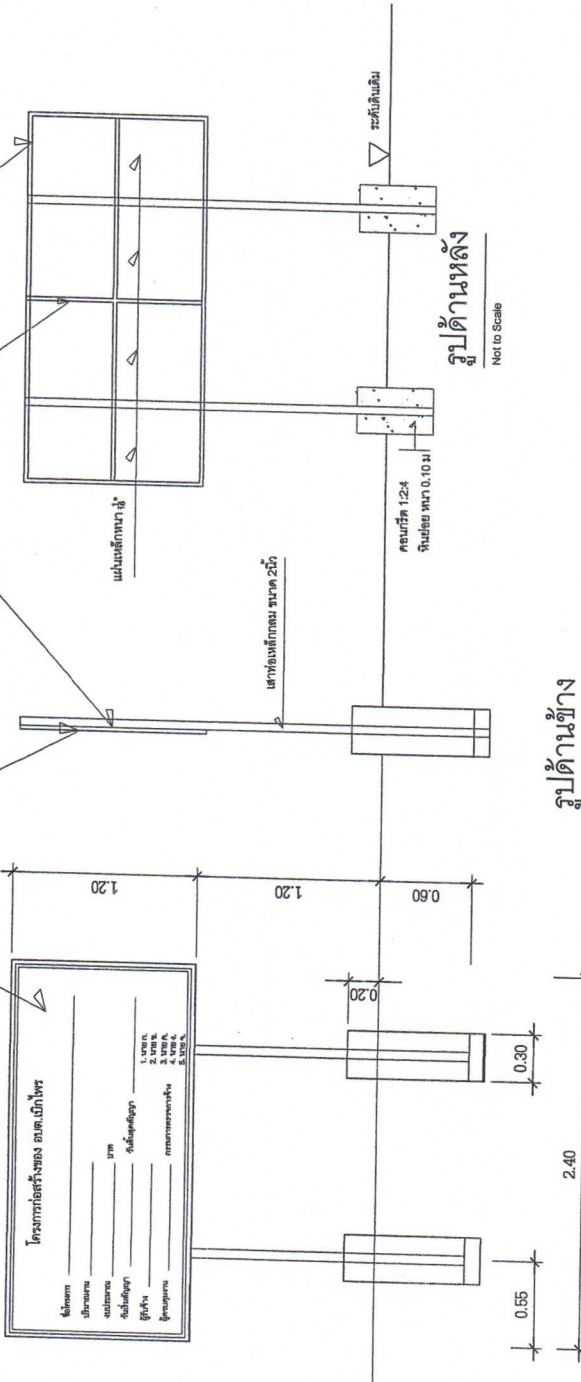 โครงการก่อสร้างของ อบต.เบิกไพร
ชื่อโครงการ
ปริมาณงาน
งบประมาณ บาท
วันเริ่มสัญญา วันสิ้นสุดสัญญา
ผู้รับจ้าง 1. นายก.
2. นายข.
ผู้ควบคุมงาน กรรมการตรวจการจ้าง 3. นายค.
4. นายง.
5. นายจ.
1.20
1.20
0.60
0.20
0.30
0.55
2.40
เสาท่อเหล็กกลม ขนาด 2นิ้ว
รูปด้านข้าง
แผ่นเหล็กหนา
คอนกรีต 1:2:4
หินย่อย หนา 0.10 ม
ระดับดินเดิม
รูปด้านหลัง
Not to Scale